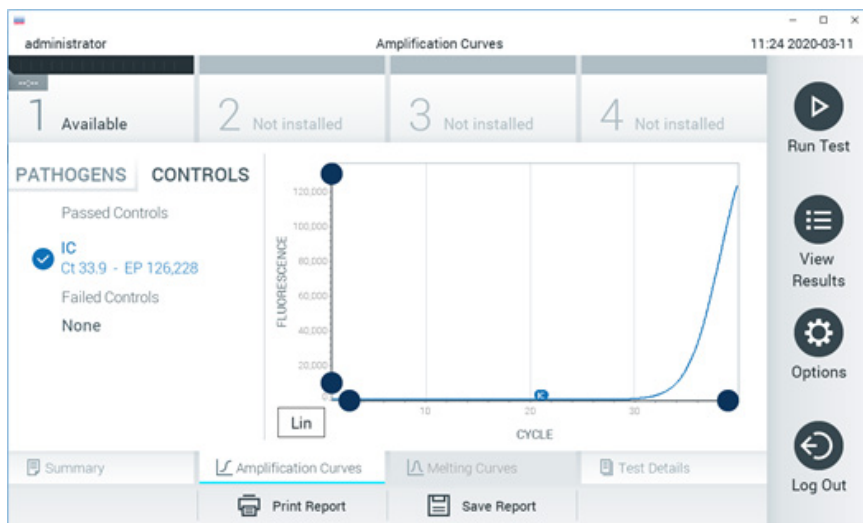 administrator
Amplification Curves
11:24 2020-03-11
--:--
1 Available
2 Not installed
3 Not installed
4 Not installed
Run Test
PATHOGENS CONTROLS
Passed Controls
IC
Ct 33.9 - EP 126,228
Failed Controls
None
FLUORESCENCE
120,000
100,000
80,000
60,000
40,000
20,000
0
10
20
30
CYCLE
Lin
View
Results
Options
Log Out
Summary
Amplification Curves
Melting Curves
Test Details
Print Report
Save Report